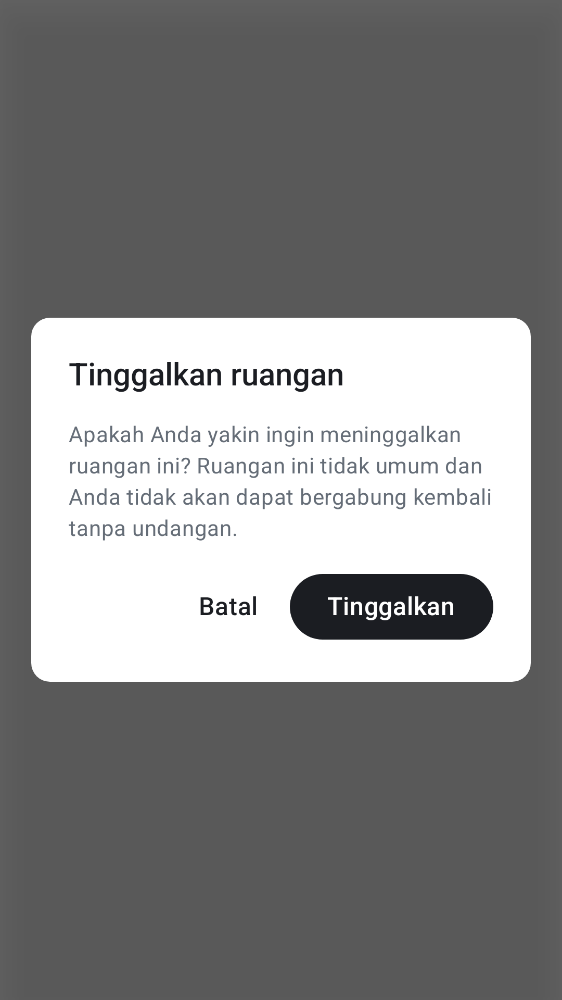 Tinggalkan ruangan
Apakah Anda yakin ingin meninggalkan
ruangan ini? Ruangan ini tidak umum dan
Anda tidak akan dapat bergabung kembali
tanpa undangan.
Batal
Tinggalkan